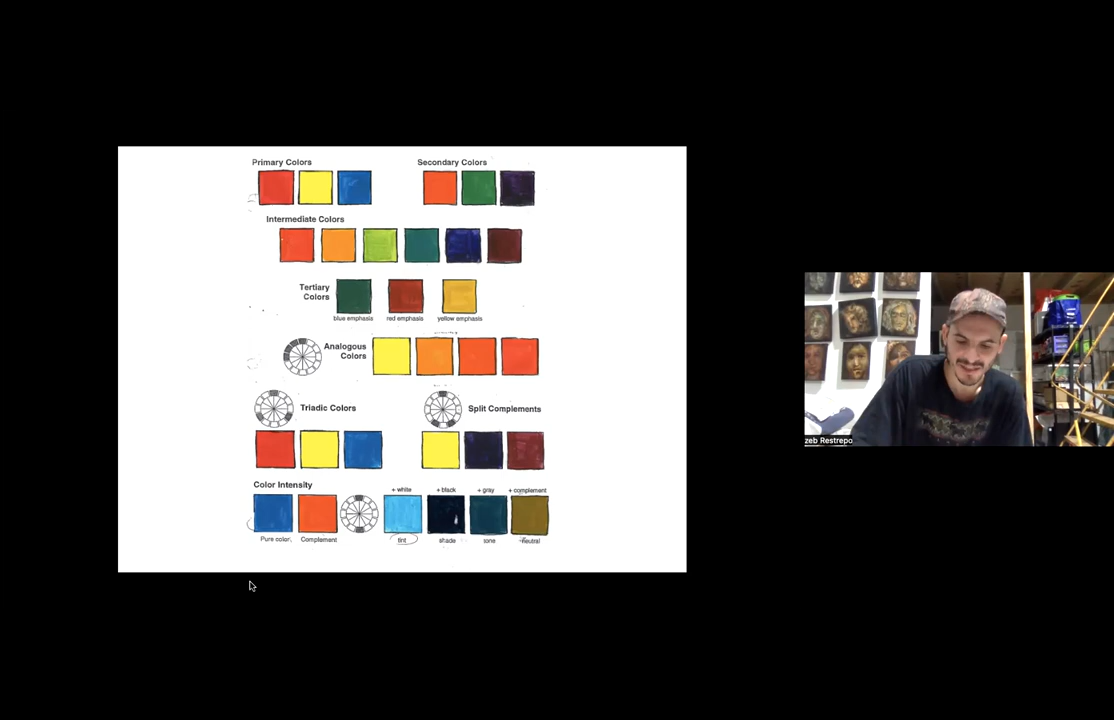 Primary Colors
Secondary Colors
Intermediate Colors
Tertiary
Colors
blue emphasis
red emphasis
yellow emphasis
Analogous
Colors
Triadic Colors
Split Complements
Color Intensity
+ white
+ black
+ gray
+ complement
Pure color.
Complement
tint
shade
tone
neutral
zeb Restrepo